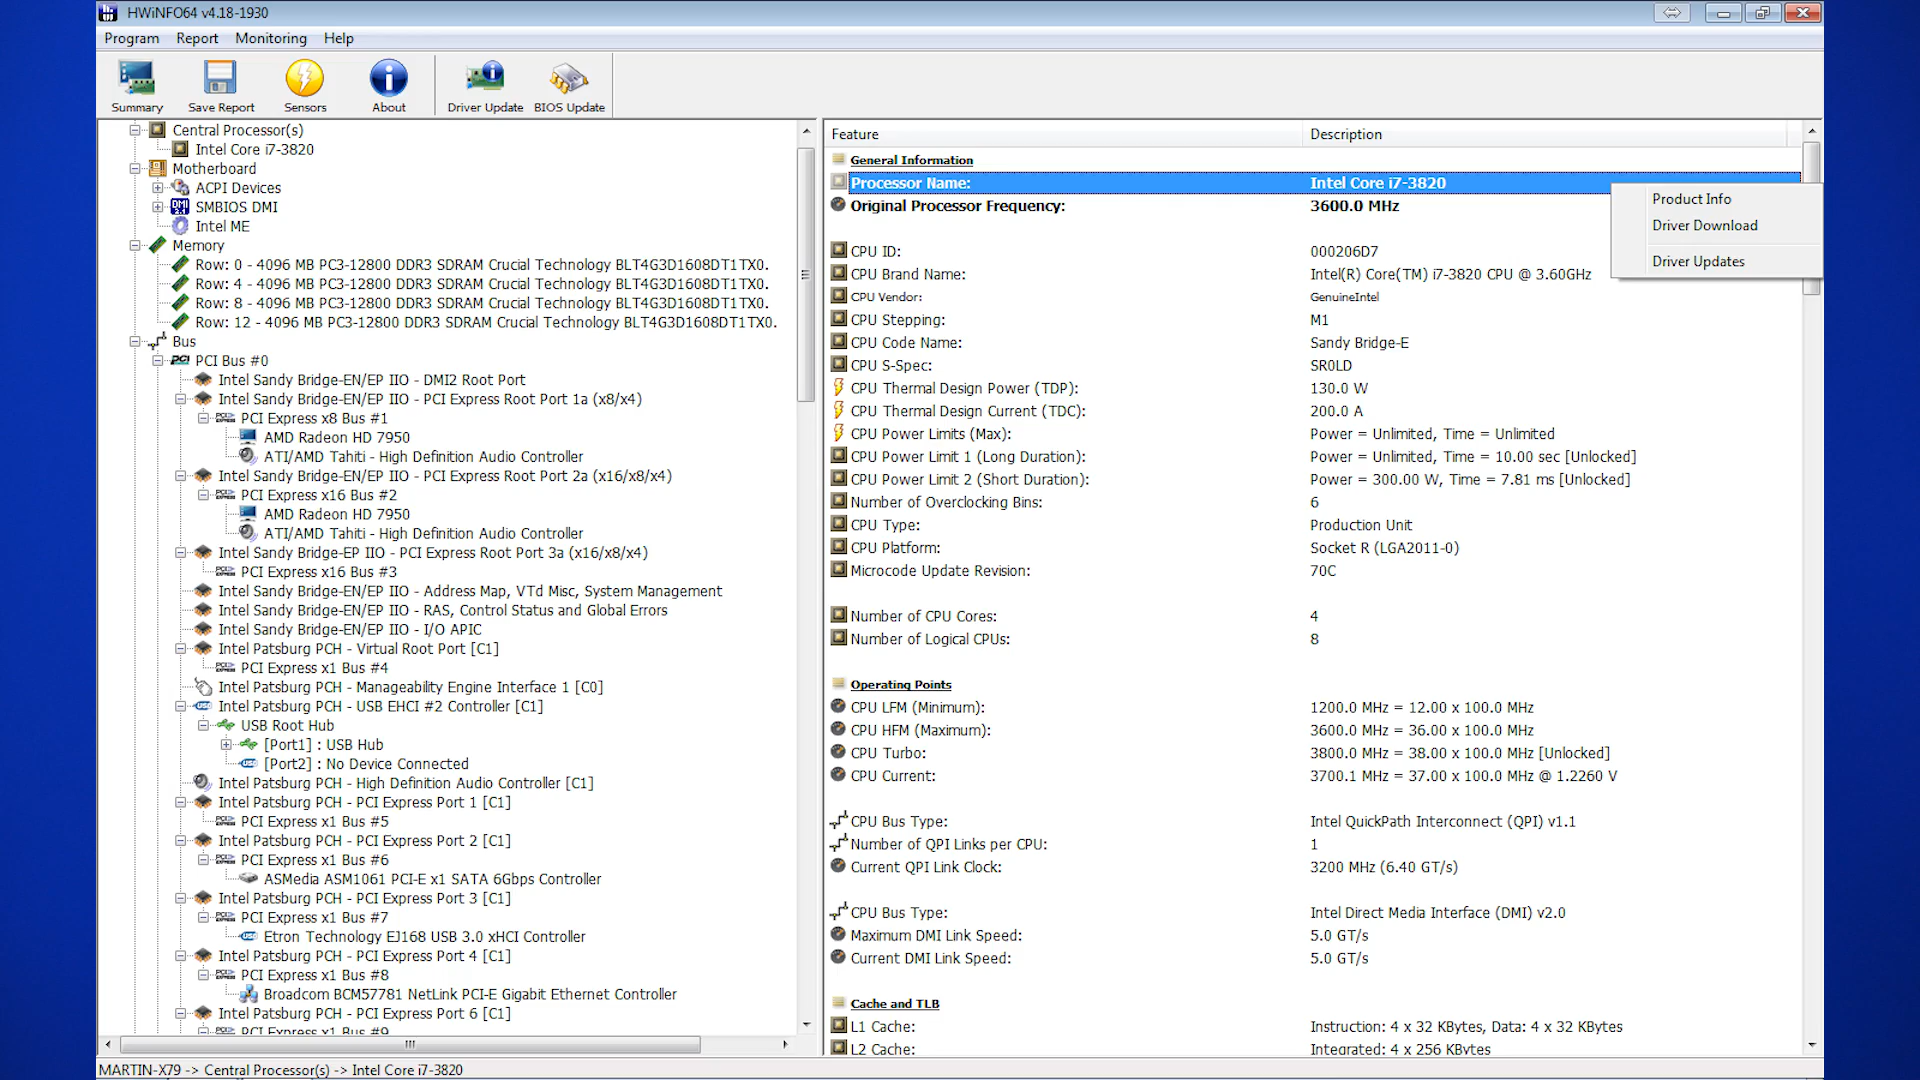 HWiNFO64 v4.18-1930
Program Report Monitoring Help
Summary Save Report Sensors About Driver Update BIOS Update
Central Processor(s)
Intel Core i7-3820
Motherboard
ACPI Devices
SMBIOS DMI
Intel ME
Memory
Row: 0 - 4096 MB PC3-12800 DDR3 SDRAM Crucial Technology BLT4G3D1608DT1TX0.
Row: 4 - 4096 MB PC3-12800 DDR3 SDRAM Crucial Technology BLT4G3D1608DT1TX0.
Row: 8 - 4096 MB PC3-12800 DDR3 SDRAM Crucial Technology BLT4G3D1608DT1TX0.
Row: 12 - 4096 MB PC3-12800 DDR3 SDRAM Crucial Technology BLT4G3D1608DT1TX0.
Bus
PCI Bus #0
Intel Sandy Bridge-EN/EP IIO - DMI2 Root Port
Intel Sandy Bridge-EN/EP IIO - PCI Express Root Port 1a (x8/x4)
PCI Express x8 Bus #1
AMD Radeon HD 7950
ATI/AMD Tahiti - High Definition Audio Controller
Intel Sandy Bridge-EN/EP IIO - PCI Express Root Port 2a (x16/x8/x4)
PCI Express x16 Bus #2
AMD Radeon HD 7950
ATI/AMD Tahiti - High Definition Audio Controller
Intel Sandy Bridge-EP IIO - PCI Express Root Port 3a (x16/x8/x4)
PCI Express x16 Bus #3
Intel Sandy Bridge-EN/EP IIO - Address Map, VTd Misc, System Management
Intel Sandy Bridge-EN/EP IIO - RAS, Control Status and Global Errors
Intel Sandy Bridge-EN/EP IIO - I/O APIC
Intel Patsburg PCH - Virtual Root Port [C1]
PCI Express x1 Bus #4
Intel Patsburg PCH - Manageability Engine Interface 1 [C0]
Intel Patsburg PCH - USB EHCI #2 Controller [C1]
USB Root Hub
[Port1] : USB Hub
[Port2] : No Device Connected
Intel Patsburg PCH - High Definition Audio Controller [C1]
Intel Patsburg PCH - PCI Express Port 1 [C1]
PCI Express x1 Bus #5
Intel Patsburg PCH - PCI Express Port 2 [C1]
PCI Express x1 Bus #6
ASMedia ASM1061 PCI-E x1 SATA 6Gbps Controller
Intel Patsburg PCH - PCI Express Port 3 [C1]
PCI Express x1 Bus #7
Etron Technology EJ168 USB 3.0 xHCI Controller
Intel Patsburg PCH - PCI Express Port 4 [C1]
PCI Express x1 Bus #8
Broadcom BCM57781 NetLink PCI-E Gigabit Ethernet Controller
Intel Patsburg PCH - PCI Express Port 6 [C1]
PCI Express x1 Bus #9
Feature Description
General Information
Processor Name: Intel Core i7-3820
Original Processor Frequency: 3600.0 MHz
Product Info
Driver Download
Driver Updates
CPU ID: 000206D7
CPU Brand Name: Intel(R) Core(TM) i7-3820 CPU @ 3.60GHz
CPU Vendor: GenuineIntel
CPU Stepping: M1
CPU Code Name: Sandy Bridge-E
CPU S-Spec: SR0LD
CPU Thermal Design Power (TDP): 130.0 W
CPU Thermal Design Current (TDC): 200.0 A
CPU Power Limits (Max): Power = Unlimited, Time = Unlimited
CPU Power Limit 1 (Long Duration): Power = Unlimited, Time = 10.00 sec [Unlocked]
CPU Power Limit 2 (Short Duration): Power = 300.00 W, Time = 7.81 ms [Unlocked]
Number of Overclocking Bins: 6
CPU Type: Production Unit
CPU Platform: Socket R (LGA2011-0)
Microcode Update Revision: 70C
Number of CPU Cores: 4
Number of Logical CPUs: 8
Operating Points
CPU LFM (Minimum): 1200.0 MHz = 12.00 x 100.0 MHz
CPU HFM (Maximum): 3600.0 MHz = 36.00 x 100.0 MHz
CPU Turbo: 3800.0 MHz = 38.00 x 100.0 MHz [Unlocked]
CPU Current: 3700.1 MHz = 37.00 x 100.0 MHz @ 1.2260 V
CPU Bus Type: Intel QuickPath Interconnect (QPI) v1.1
Number of QPI Links per CPU: 1
Current QPI Link Clock: 3200 MHz (6.40 GT/s)
CPU Bus Type: Intel Direct Media Interface (DMI) v2.0
Maximum DMI Link Speed: 5.0 GT/s
Current DMI Link Speed: 5.0 GT/s
Cache and TLB
L1 Cache: Instruction: 4 x 32 KBytes, Data: 4 x 32 KBytes
L2 Cache: Integrated: 4 x 256 KBytes
MARTIN-X79 -> Central Processor(s) -> Intel Core i7-3820